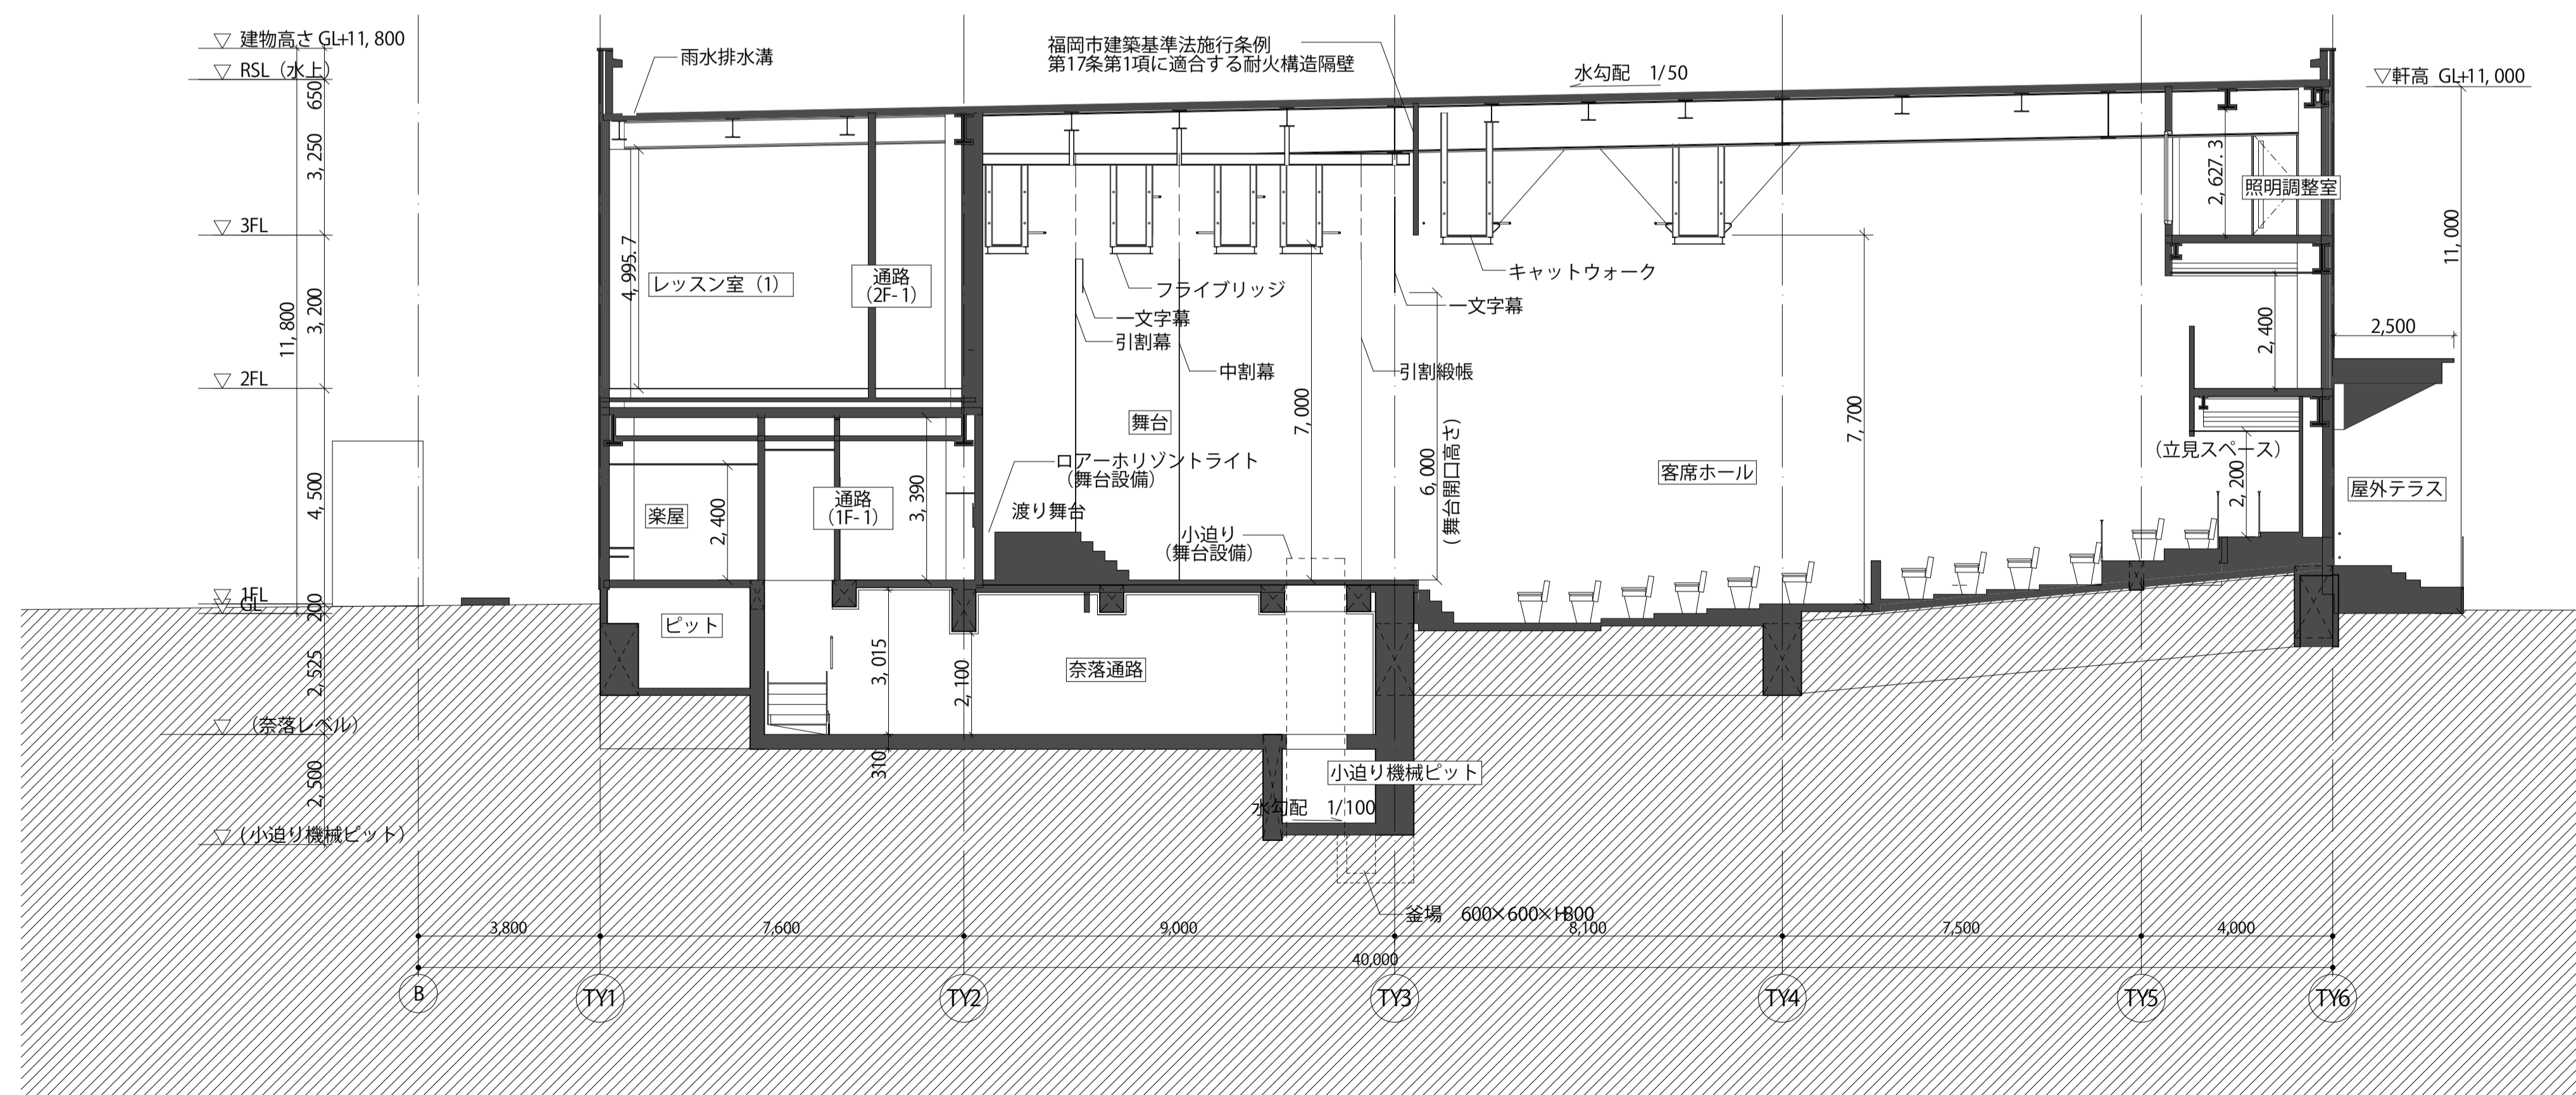 建物高さ GL+11, 800
RSL（水上）
雨水排水溝
福岡市建築基準法施行条例
第17条第1項に適合する耐火構造隔壁
水勾配　1/50
▽軒高 GL+11, 000
650
3, 250
3FL
4, 995.7
レッスン室（1）
通路
（2F-1）
フライブリッジ
一文字幕
引割幕
中割幕
キャットウォーク
一文字幕
引割緞帳
2, 627. 3
照明調整室
11, 000
11, 800
3, 200
2FL
2, 400
2,500
舞台
7, 000
6, 000
(舞台開口高さ)
7, 700
客席ホール
（立見スペース）
2, 200
屋外テラス
4, 500
楽屋
2, 400
通路
（1F-1）
3, 390
ロアーホリゾントライト
（舞台設備）
渡り舞台
小迫り
（舞台設備）
1FL
GL
200
ピット
2, 525
3, 015
2, 100
奈落通路
（奈落レベル）
310
2, 500
小迫り機械ピット
水勾配　1/100
(小迫り機械ピット）
釜場　600×600×H800
3,800
7,600
9,000
8,100
7,500
4,000
40,000
B
TY1
TY2
TY3
TY4
TY5
TY6